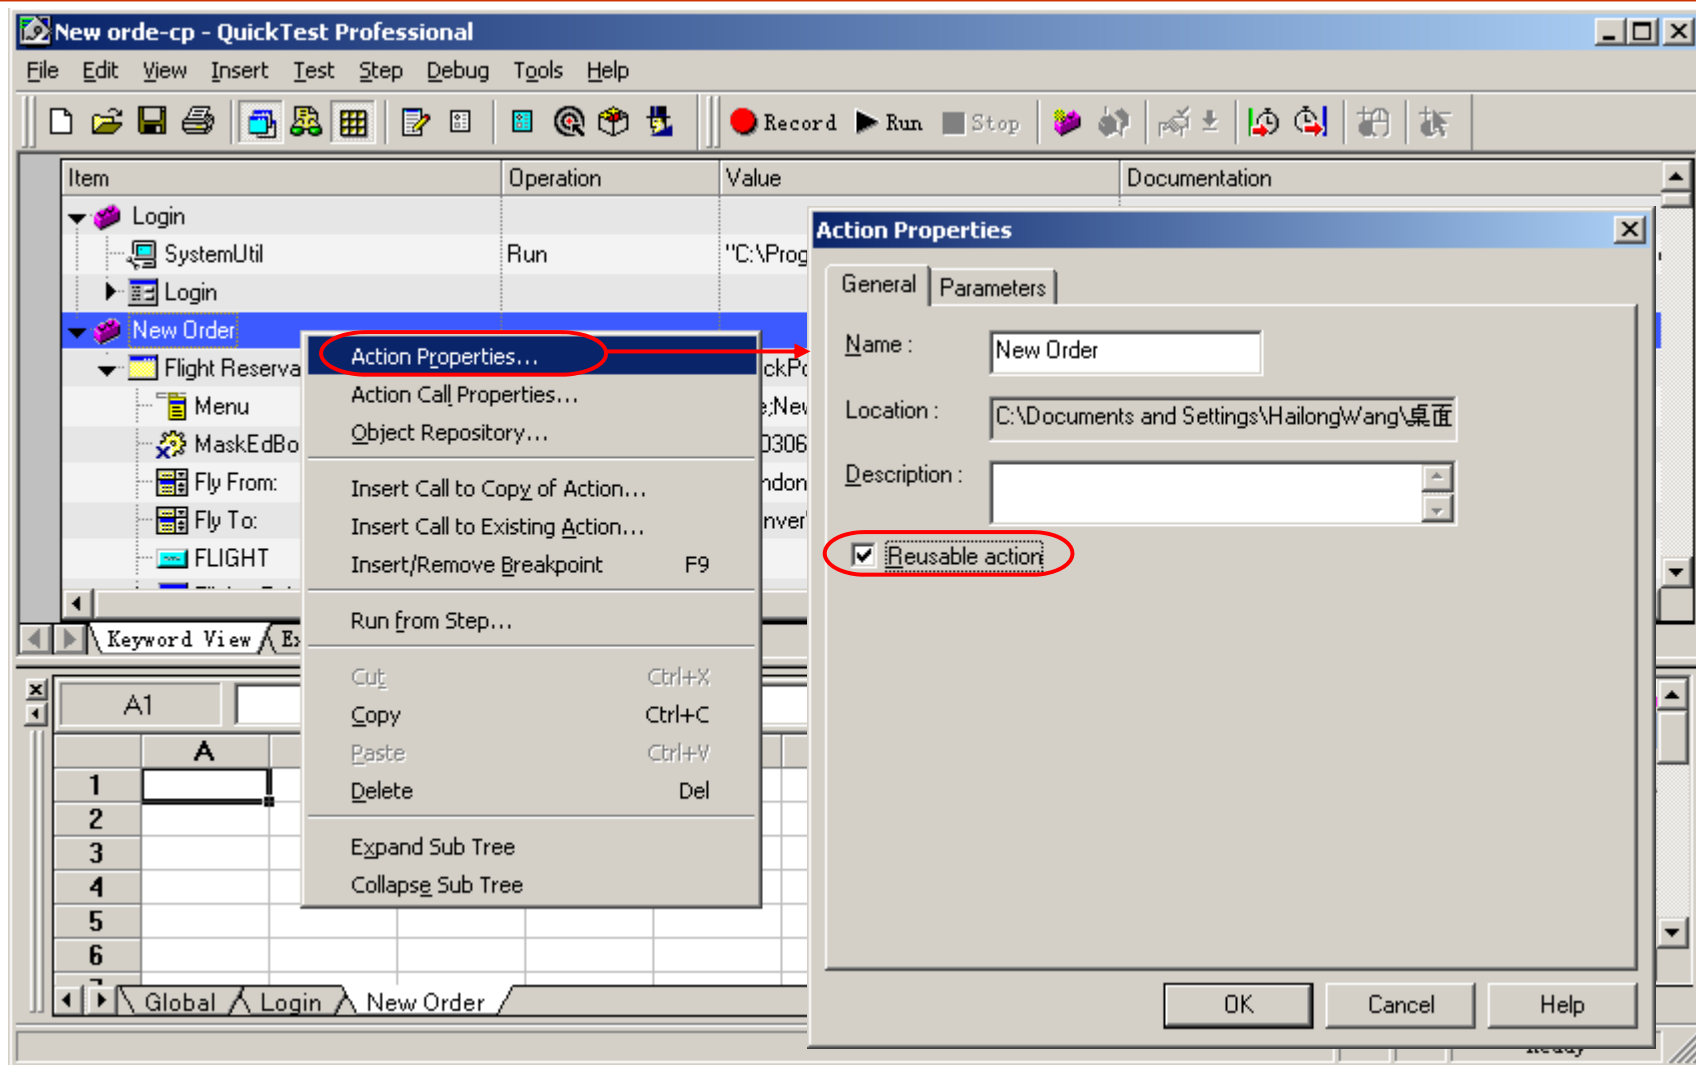 New orde-cp - QuickTest Professional
File Edit View Insert Test Step Debug Tools Help
Record Run Stop
Item Operation Value Documentation
Login
SystemUtil Run "C:\Prog
Login
New Order
Flight Reserva
Menu
MaskEdBo
Fly From:
Fly To:
FLIGHT
Keyword View
Action Properties...
Action Call Properties...
Object Repository...
Insert Call to Copy of Action...
Insert Call to Existing Action...
Insert/Remove Breakpoint F9
Run from Step...
Cut Ctrl+X
Copy Ctrl+C
Paste Ctrl+V
Delete Del
Expand Sub Tree
Collapse Sub Tree
Action Properties
General Parameters
Name : New Order
Location : C:\Documents and Settings\HailongWang\桌面
Description :
Reusable action
OK Cancel Help
A1
A
1
2
3
4
5
6
Global Login New Order